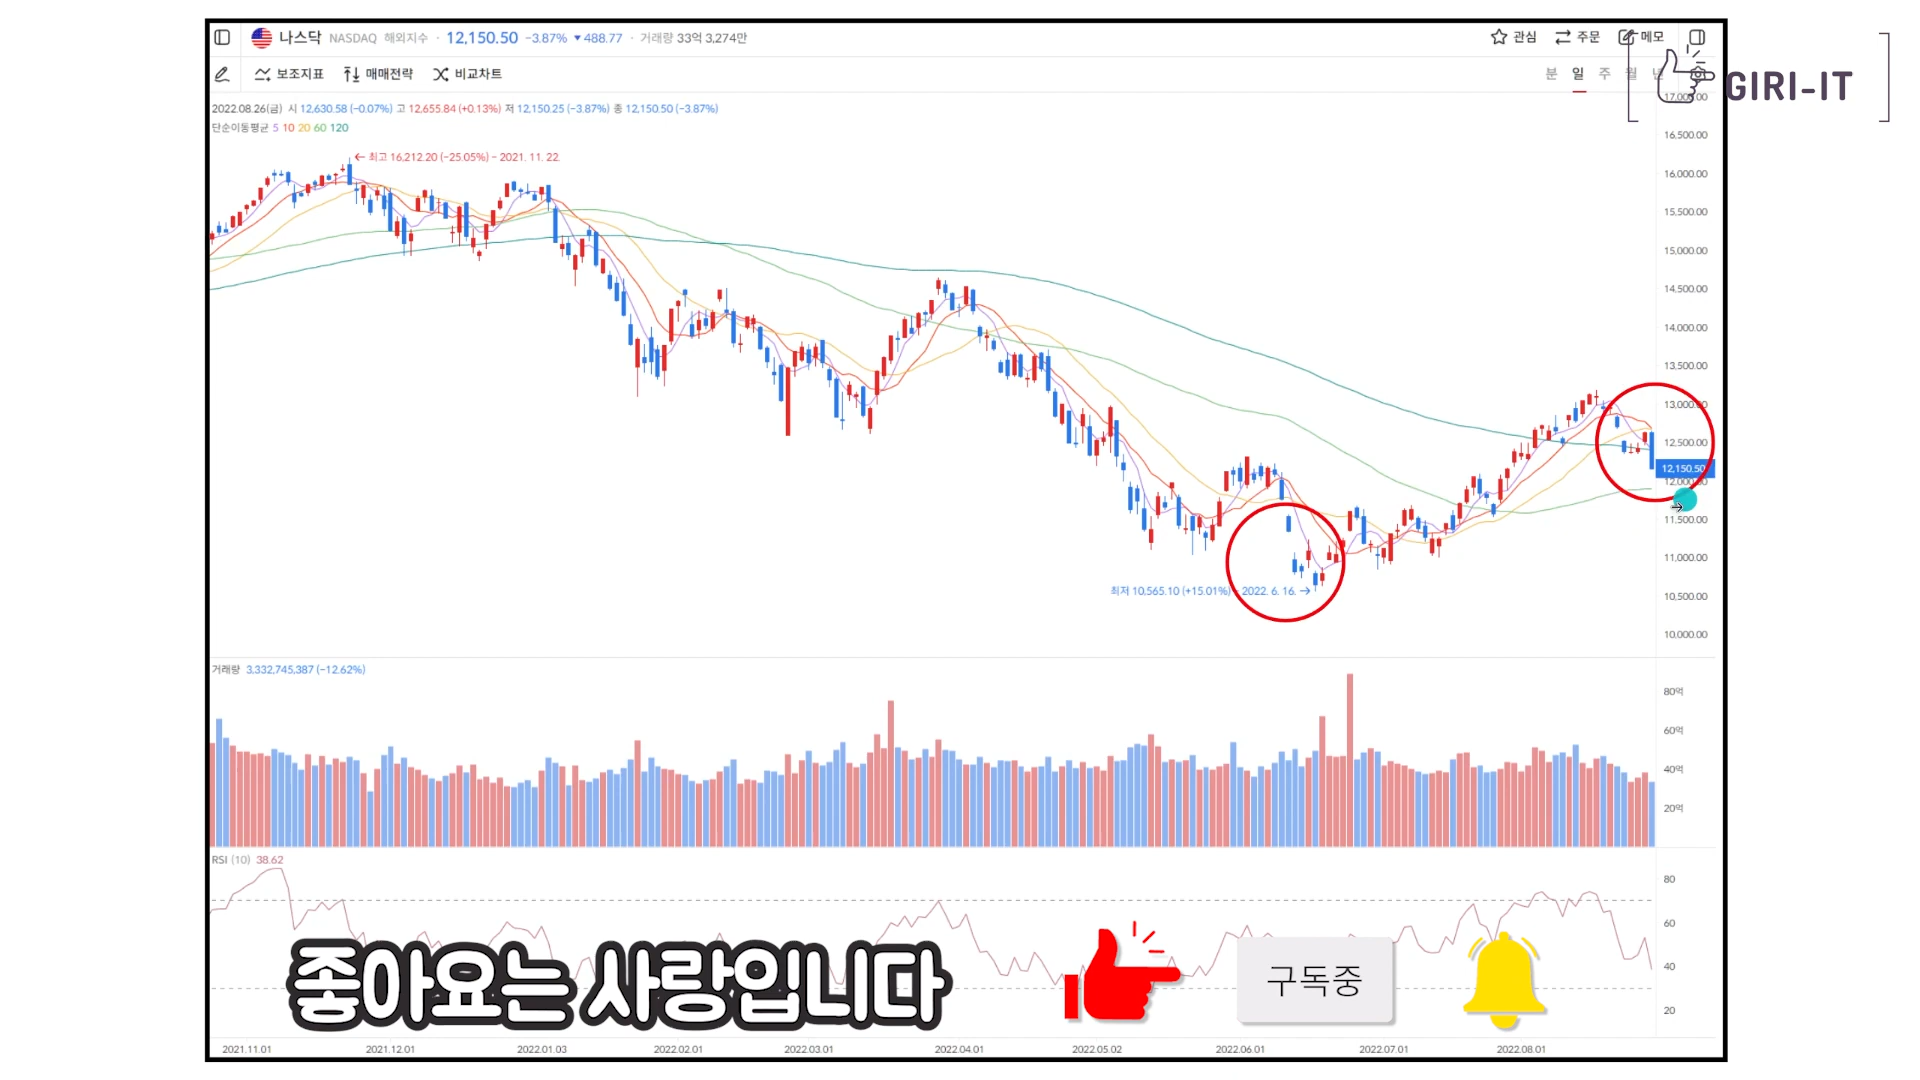 나스닥 NASDAQ 해외지수 · 12,150.50 -3.87% ▼488.77 · 거래량 33억 3,274만
관심 주문 메모
GIRI-IT
보조지표 매매전략 비교차트
분 일 주 월 년
2022.08.26(금) 시 12,630.58 (-0.07%) 고 12,655.84 (+0.13%) 저 12,150.25 (-3.87%) 종 12,150.50 (-3.87%)
단순이동평균 5 10 20 60 120
← 최고 16,212.20 (-25.05%) - 2021. 11. 22.
17,000.00
16,500.00
16,000.00
15,500.00
15,000.00
14,500.00
14,000.00
13,500.00
13,000.00
12,500.00
12,150.50
12,000.00
11,500.00
11,000.00
10,500.00
10,000.00
최저 10,565.10 (+15.01%) - 2022. 6. 16. →
거래량 3,332,745,387 (-12.62%)
80억
60억
40억
20억
RSI (10) 38.62
80
60
40
20
좋아요는 사랑입니다
구독중
2021.11.01 2021.12.01 2022.01.03 2022.02.01 2022.03.01 2022.04.01 2022.05.02 2022.06.01 2022.07.01 2022.08.01